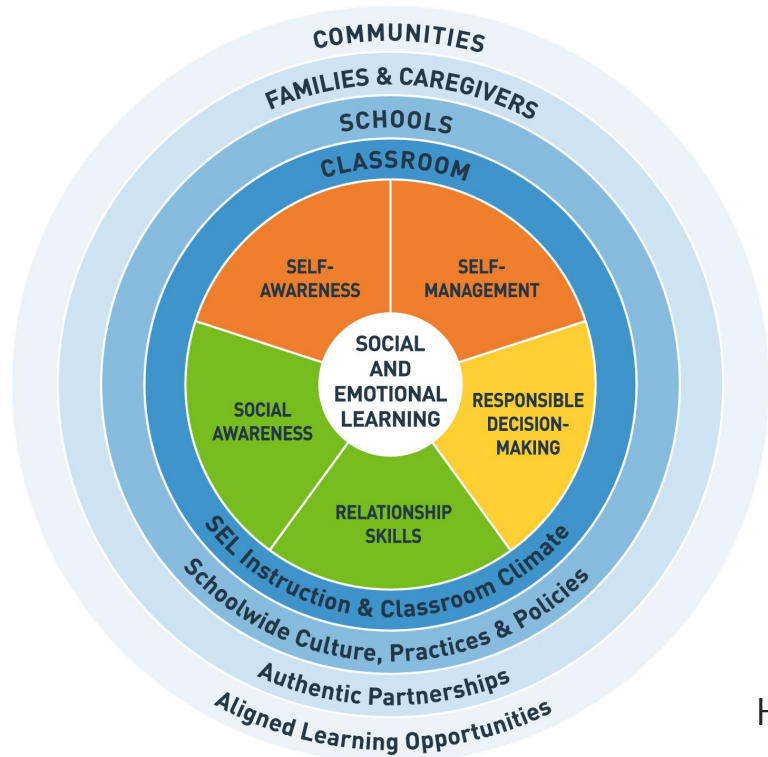 COMMUNITIES
FAMILIES & CAREGIVERS
SCHOOLS
CLASSROOM
SELF-
AWARENESS
SELF-
MANAGEMENT
SOCIAL
AND
EMOTIONAL
LEARNING
SOCIAL
AWARENESS
RESPONSIBLE
DECISION-
MAKING
RELATIONSHIP
SKILLS
SEL Instruction & Classroom Climate
Schoolwide Culture, Practices & Policies
Authentic Partnerships
Aligned Learning Opportunities
H